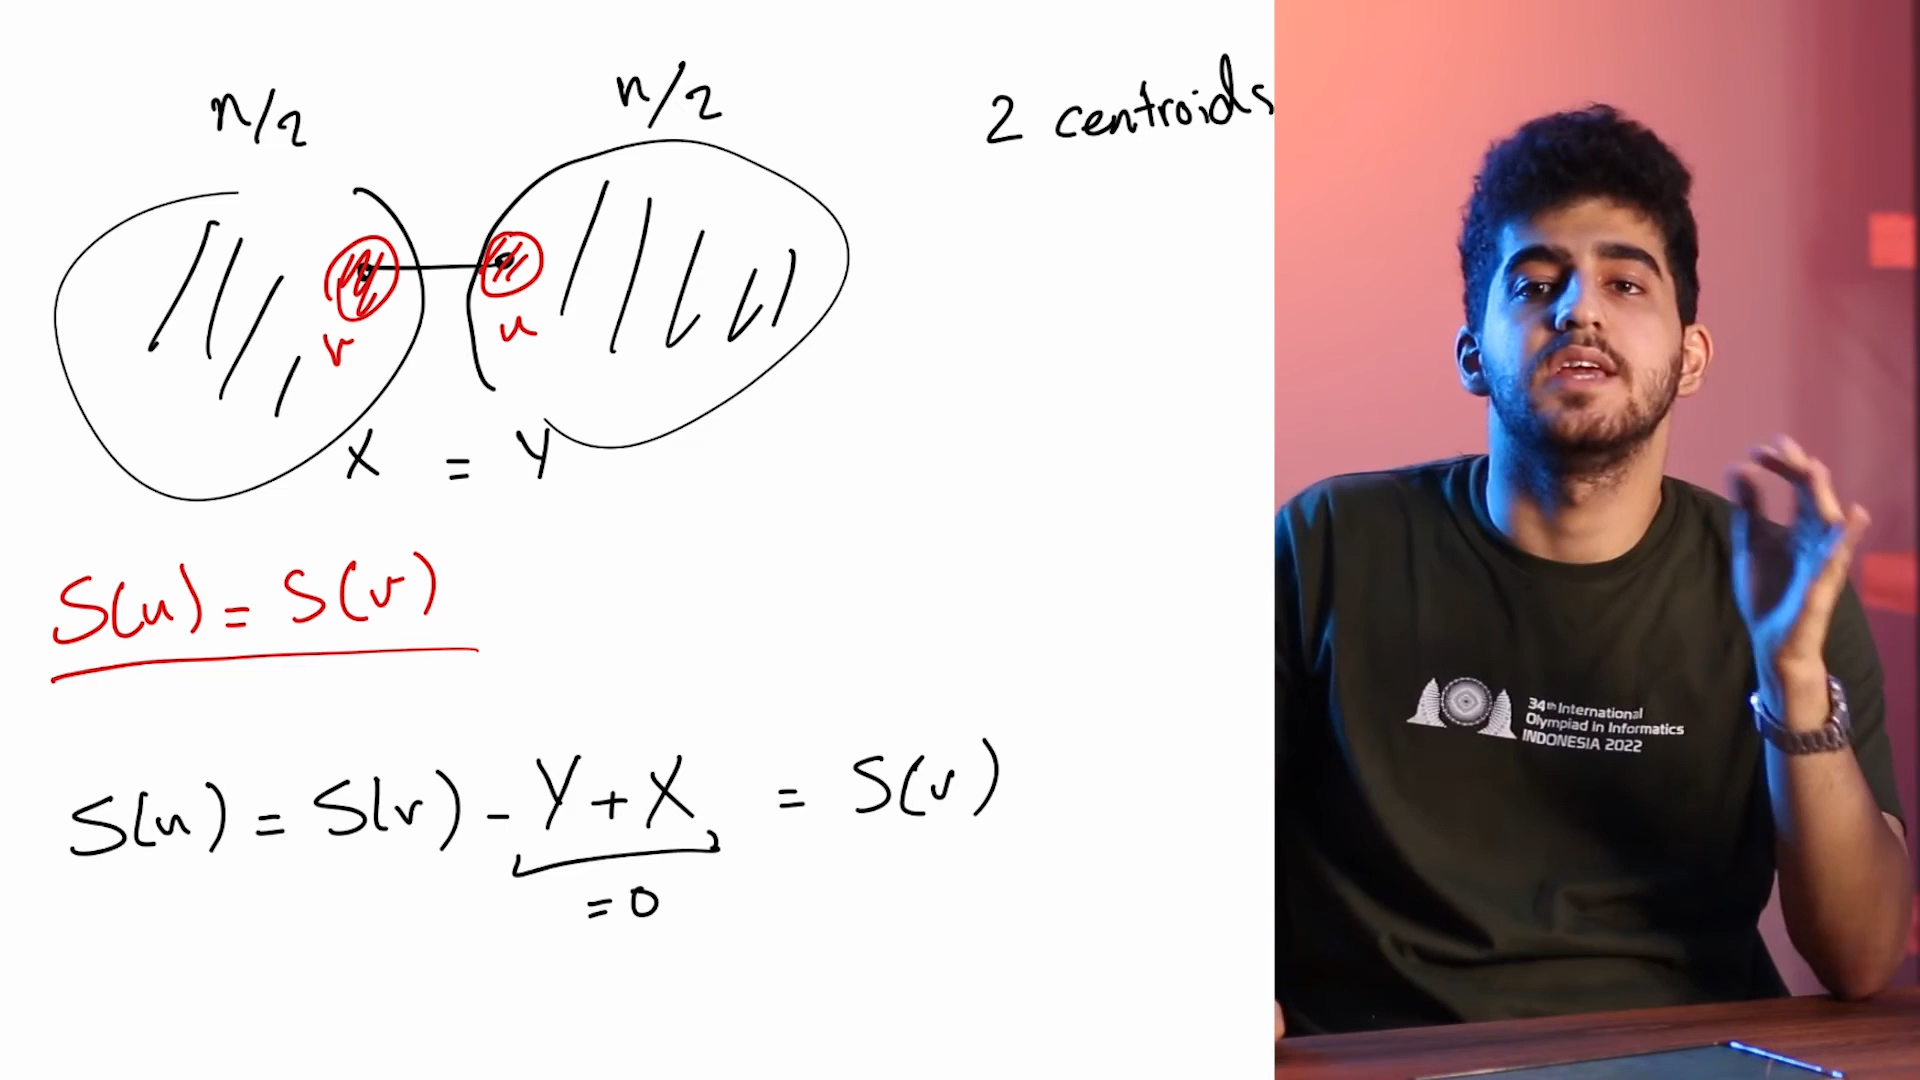 n/2
n/2
2 centroids
v
u
X = Y
S(u) = S(v)
S(u) = S(v) - Y + X = S(v)
= 0
34th International
Olympiad in Informatics
INDONESIA 2022